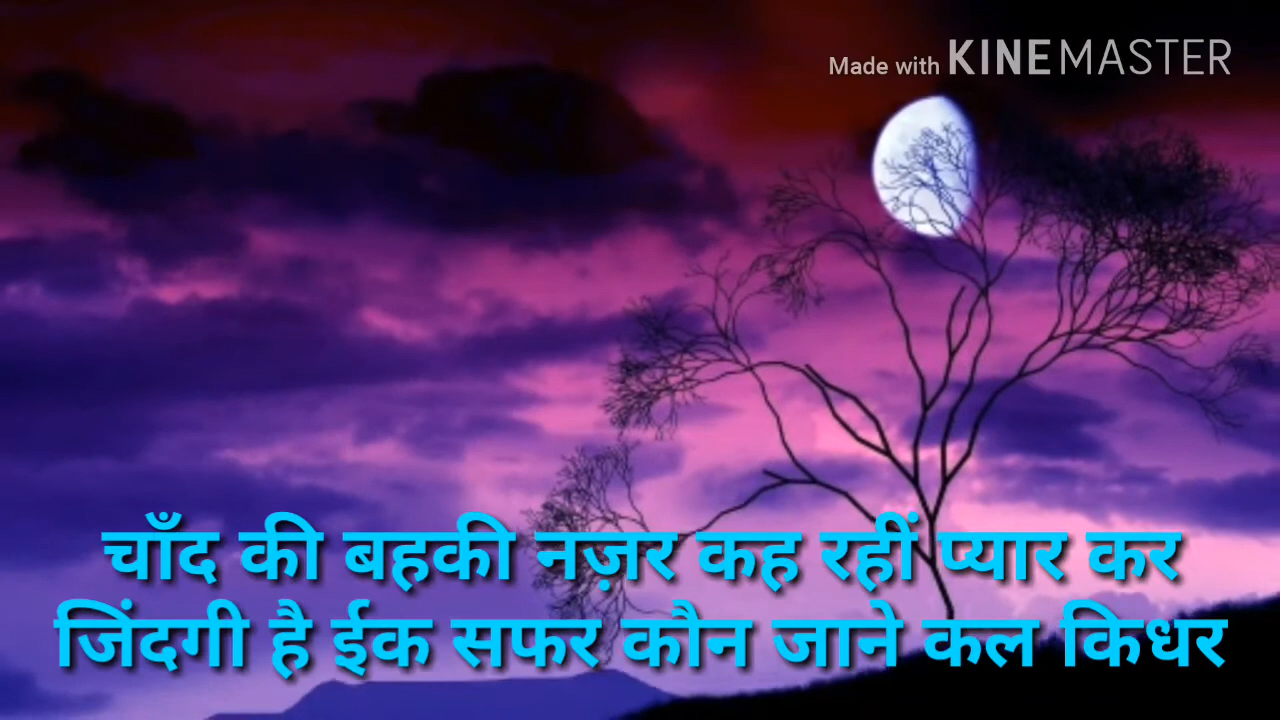 Made with KINEMASTER
चाँद की बहकी नज़र कह रहीं प्यार कर
जिंदगी है ईक सफर कौन जाने कल किधर